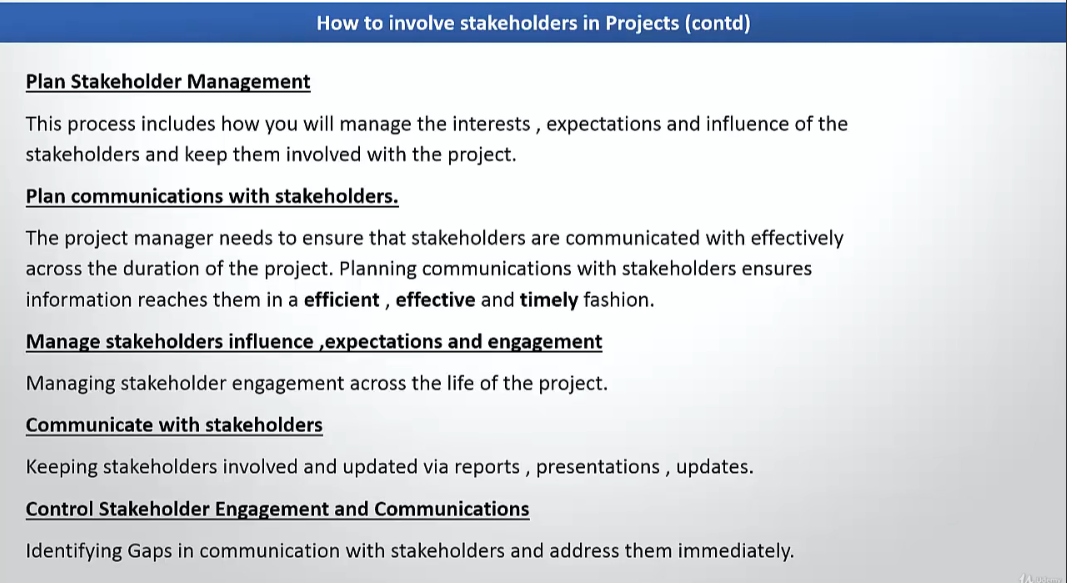 How to involve stakeholders in Projects (contd)
Plan Stakeholder Management
This process includes how you will manage the interests , expectations and influence of the
stakeholders and keep them involved with the project.
Plan communications with stakeholders.
The project manager needs to ensure that stakeholders are communicated with effectively
across the duration of the project. Planning communications with stakeholders ensures
information reaches them in a efficient , effective and timely fashion.
Manage stakeholders influence ,expectations and engagement
Managing stakeholder engagement across the life of the project.
Communicate with stakeholders
Keeping stakeholders involved and updated via reports , presentations , updates.
Control Stakeholder Engagement and Communications
Identifying Gaps in communication with stakeholders and address them immediately.